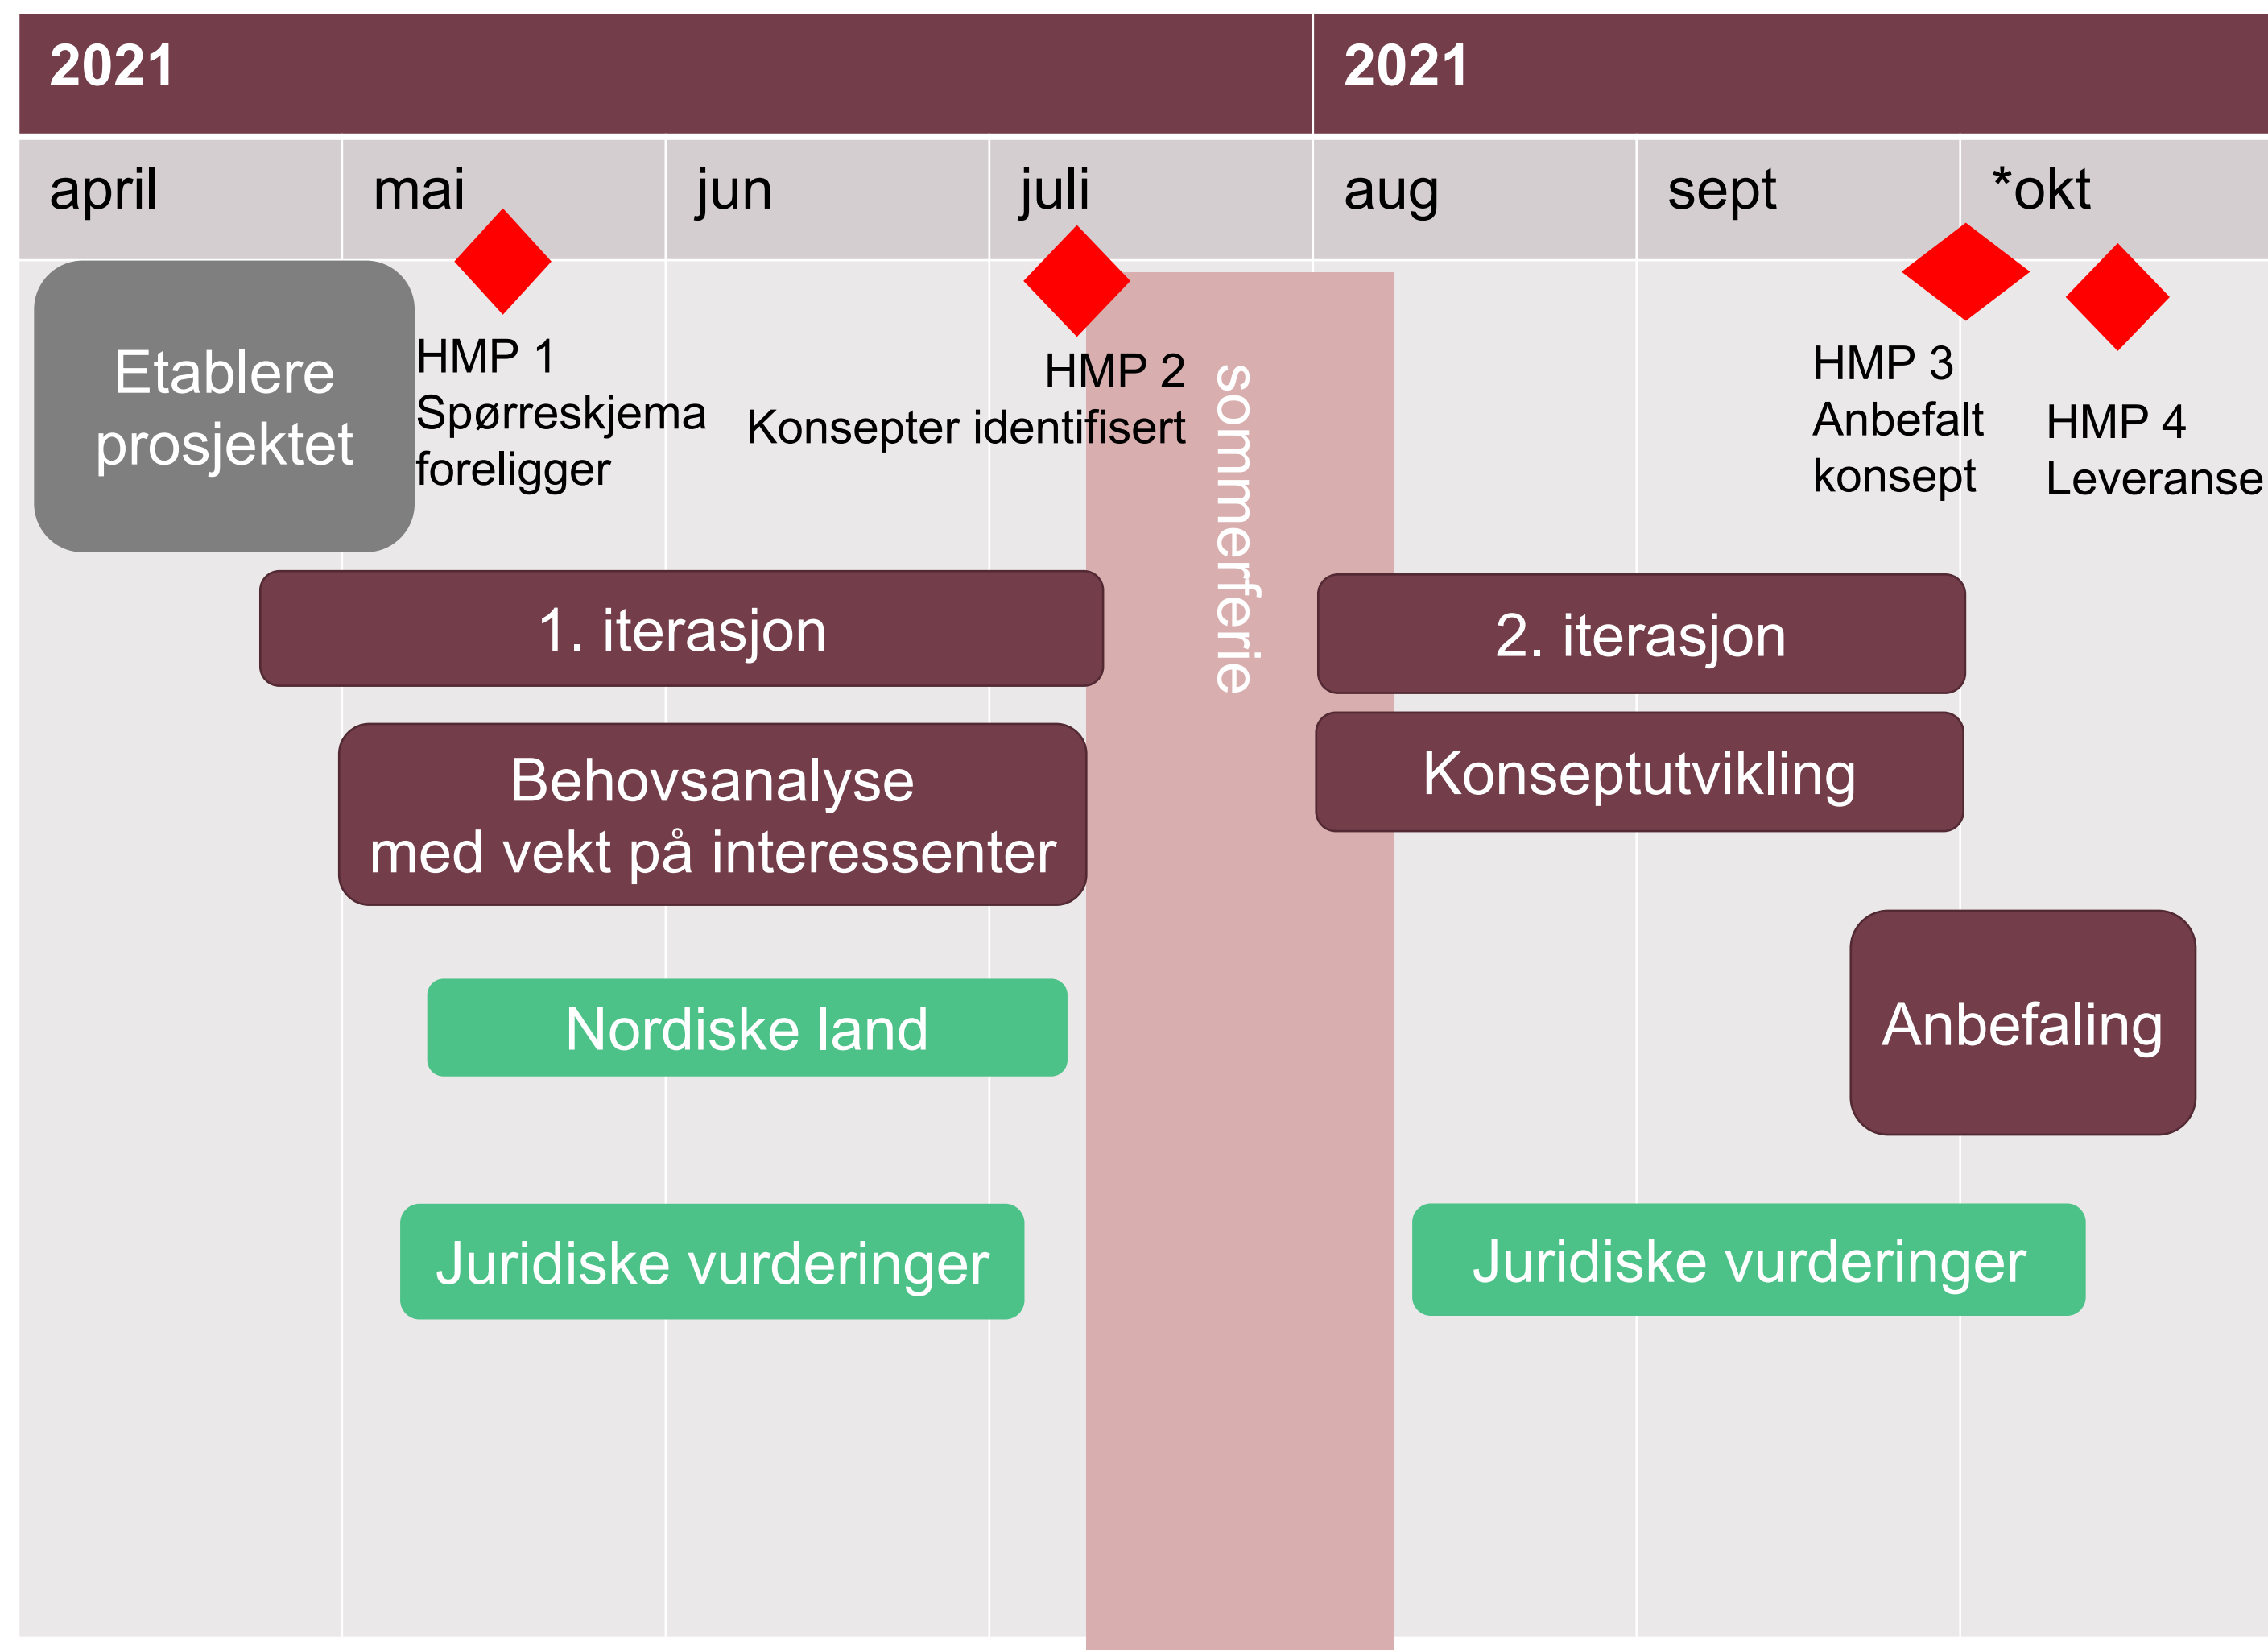 2021
2021
april
mai
jun
juli
aug
sept
*okt
Etablere
prosjektet
HMP 1
Spørreskjema
foreligger
HMP 2
Konsepter identifisert
sommerferie
HMP 3
Anbefalt
konsept
HMP 4
Leveranse
1. iterasjon
2. iterasjon
Behovsanalyse
med vekt på interessenter
Konseptutvikling
Nordiske land
Anbefaling
Juridiske vurderinger
Juridiske vurderinger